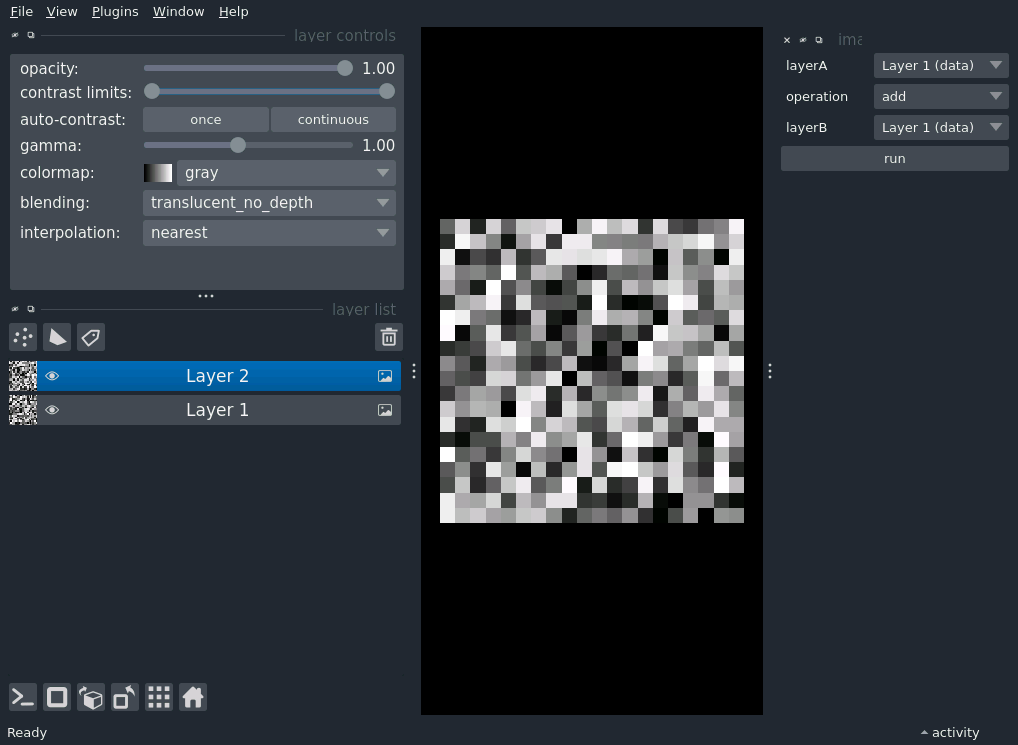 File View Plugins Window Help
layer controls
opacity: 1.00
contrast limits:
auto-contrast: once continuous
gamma: 1.00
colormap: gray
blending: translucent_no_depth
interpolation: nearest
layer list
Layer 2
Layer 1
ima
layerA Layer 1 (data)
operation add
layerB Layer 1 (data)
run
Ready
activity